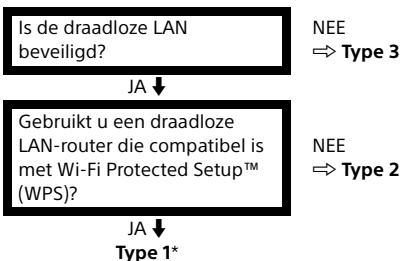 Is de draadloze LAN
beveiligd?
NEE
⇨ Type 3
JA ⬇
Gebruikt u een draadloze
LAN-router die compatibel is
met Wi-Fi Protected Setup™
(WPS)?
NEE
⇨ Type 2
JA ⬇
Type 1*